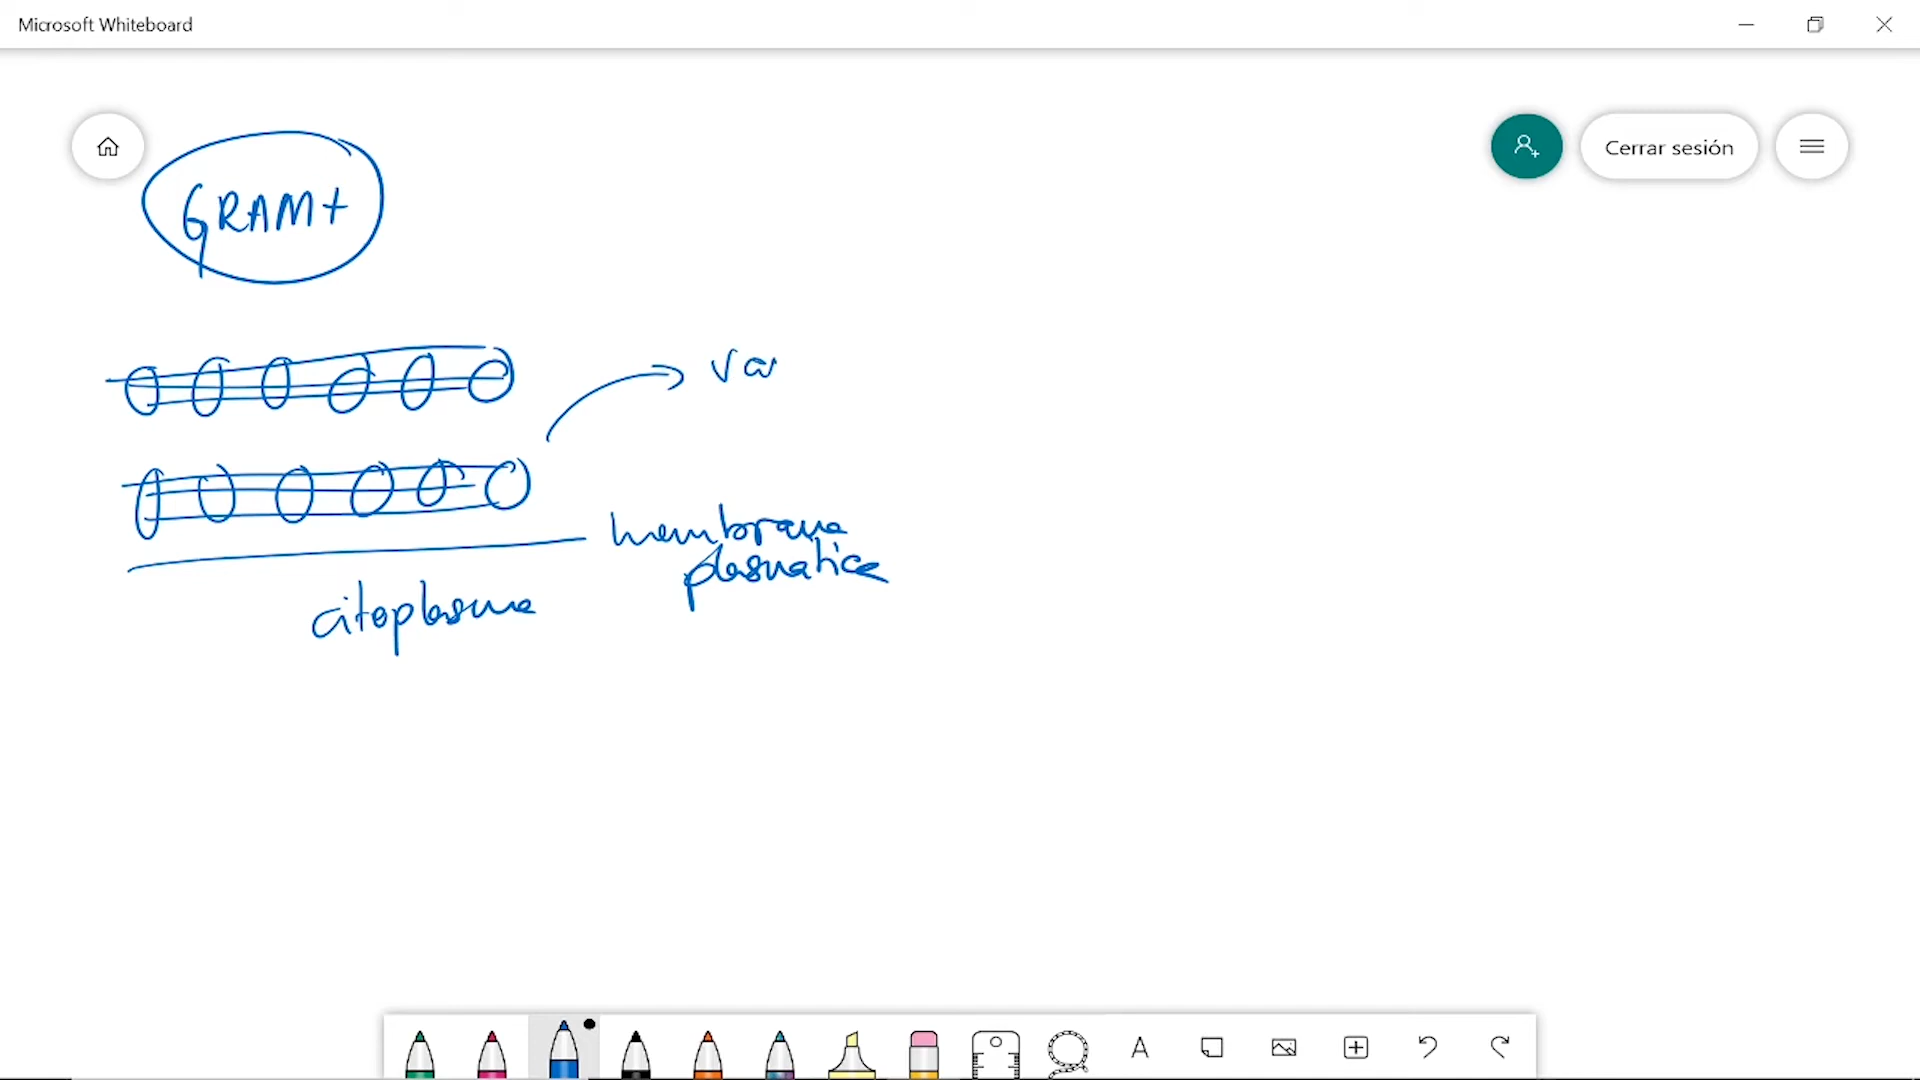 Microsoft Whiteboard
Cerrar sesión
GRAM+
va
membrana
plasmatica
citoplasma
A